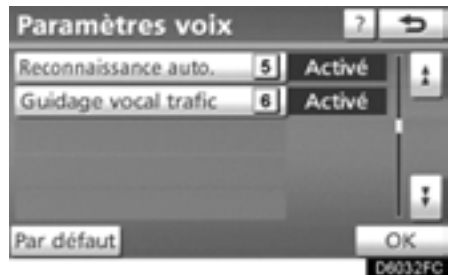 Paramètres voix ?
Reconnaissance auto. 5 Activé
Guidage vocal trafic 6 Activé
Par défaut OK
D6032FC